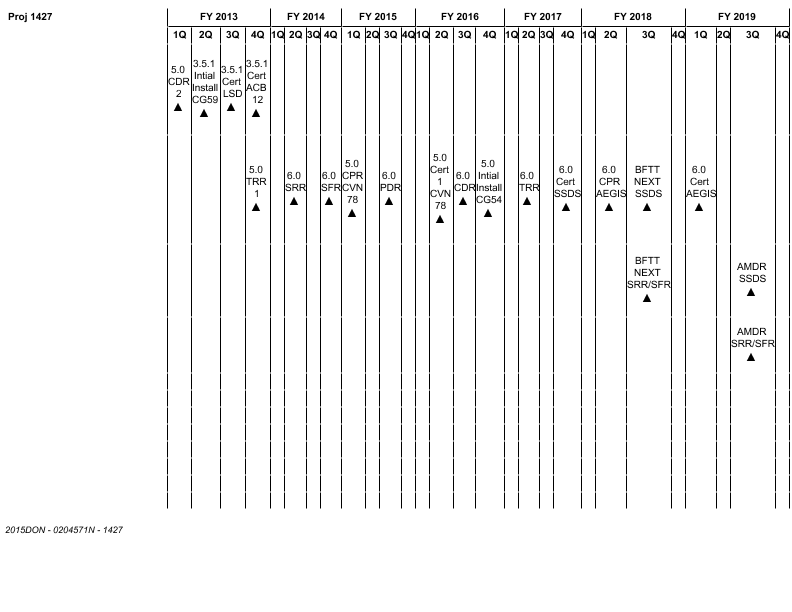 Proj 1427
FY 2013 FY 2014 FY 2015 FY 2016 FY 2017 FY 2018 FY 2019
1Q 2Q 3Q 4Q 1Q 2Q 3Q 4Q 1Q 2Q 3Q 4Q 1Q 2Q 3Q 4Q 1Q 2Q 3Q 4Q 1Q 2Q 3Q 4Q 1Q 2Q 3Q 4Q
5.0
CDR
2
3.5.1
Intial
Install
CG59
3.5.1
Cert
LSD
3.5.1
Cert
ACB
12
5.0
TRR
1
6.0
SRR
6.0
SFR
5.0
CPR
CVN
78
6.0
PDR
5.0
Cert
1
CVN
78
6.0
CDR
5.0
Intial
Install
CG54
6.0
TRR
6.0
Cert
SSDS
6.0
CPR
AEGIS
BFTT
NEXT
SSDS
6.0
Cert
AEGIS
BFTT
NEXT
SRR/SFR
AMDR
SSDS
AMDR
SRR/SFR
2015DON - 0204571N - 1427